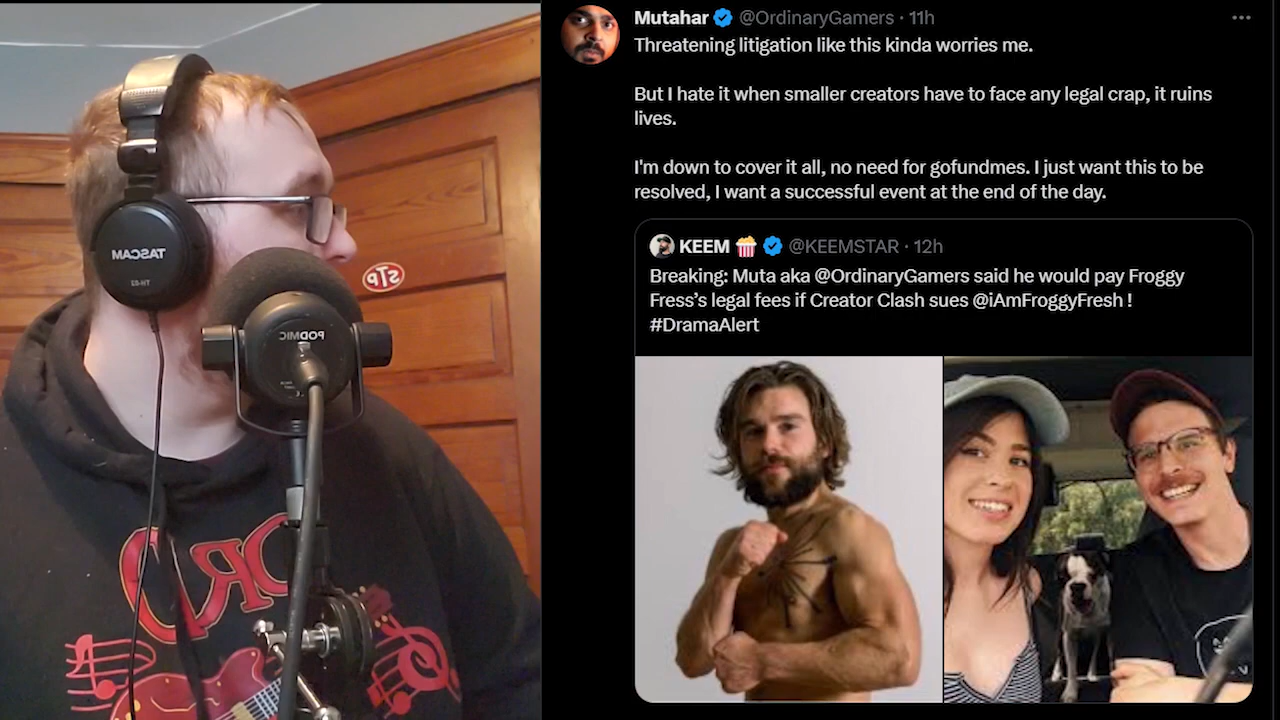 Mutahar @OrdinaryGamers · 11h
Threatening litigation like this kinda worries me.
But I hate it when smaller creators have to face any legal crap, it ruins
lives.
I'm down to cover it all, no need for gofundmes. I just want this to be
resolved, I want a successful event at the end of the day.
KEEM 🍿 @KEEMSTAR · 12h
Breaking: Muta aka @OrdinaryGamers said he would pay Froggy
Fress's legal fees if Creator Clash sues @iAmFroggyFresh !
#DramaAlert
TASCAM
TH-02
STP
PODMIC